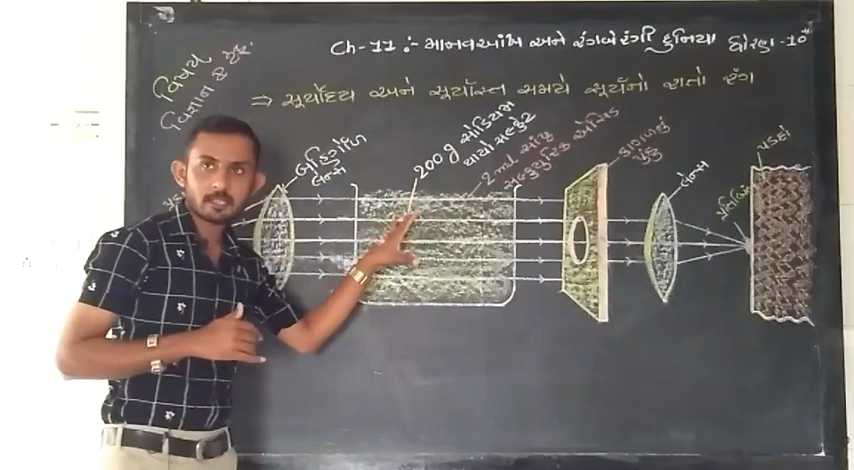 Ch-11 :- માનવઆંખ અને રંગબેરંગી દુનિયા ધોરણ-10
વિષય
વિજ્ઞાન & ટેક.
⇒ સૂર્યોદય અને સૂર્યાસ્ત સમયે સૂર્યનો રાતો રંગ
બહિર્ગોળ
લેન્સ
200 g સોડિયમ
થાયો સલ્ફેટ
2 ml સાંદ્ર
સલ્ફ્યુરિક એસિડ
કાગળનું
પૂંઠુ
લેન્સ
પ્રતિબિંબ
પડદો